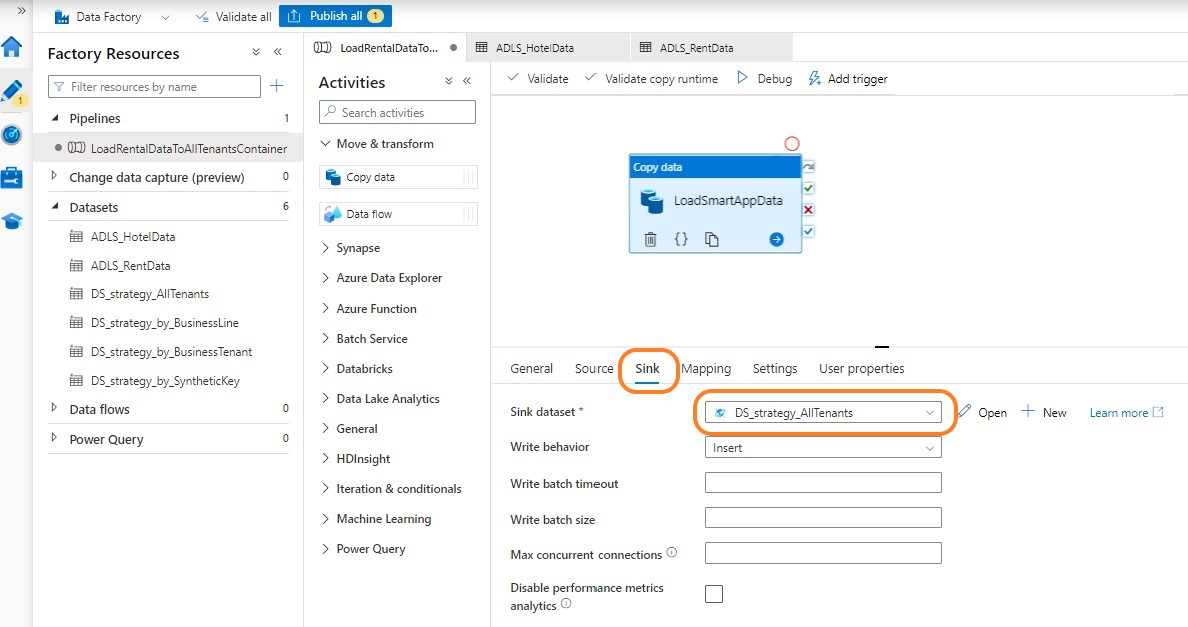 Data Factory
Validate all
Publish all 1
Factory Resources
Filter resources by name
Pipelines 1
LoadRentalDataToAllTenantsContainer
Change data capture (preview) 0
Datasets 6
ADLS_HotelData
ADLS_RentData
DS_strategy_AllTenants
DS_strategy_by_BusinessLine
DS_strategy_by_BusinessTenant
DS_strategy_by_SyntheticKey
Data flows 0
Power Query 0
1
LoadRentalDataTo...
ADLS_HotelData
ADLS_RentData
Activities
Search activities
Move & transform
Copy data
Data flow
Synapse
Azure Data Explorer
Azure Function
Batch Service
Databricks
Data Lake Analytics
General
HDInsight
Iteration & conditionals
Machine Learning
Power Query
Validate
Validate copy runtime
Debug
Add trigger
Copy data
LoadSmartAppData
General
Source
Sink
Mapping
Settings
User properties
Sink dataset *
DS_strategy_AllTenants
Open
New
Learn more
Write behavior
Insert
Write batch timeout
Write batch size
Max concurrent connections
Disable performance metrics
analytics